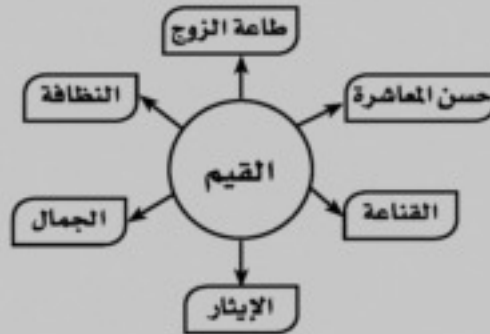 طاعة الزوج
حسن المعاشرة
النظافة
القيم
القناعة
الجمال
الإيثار